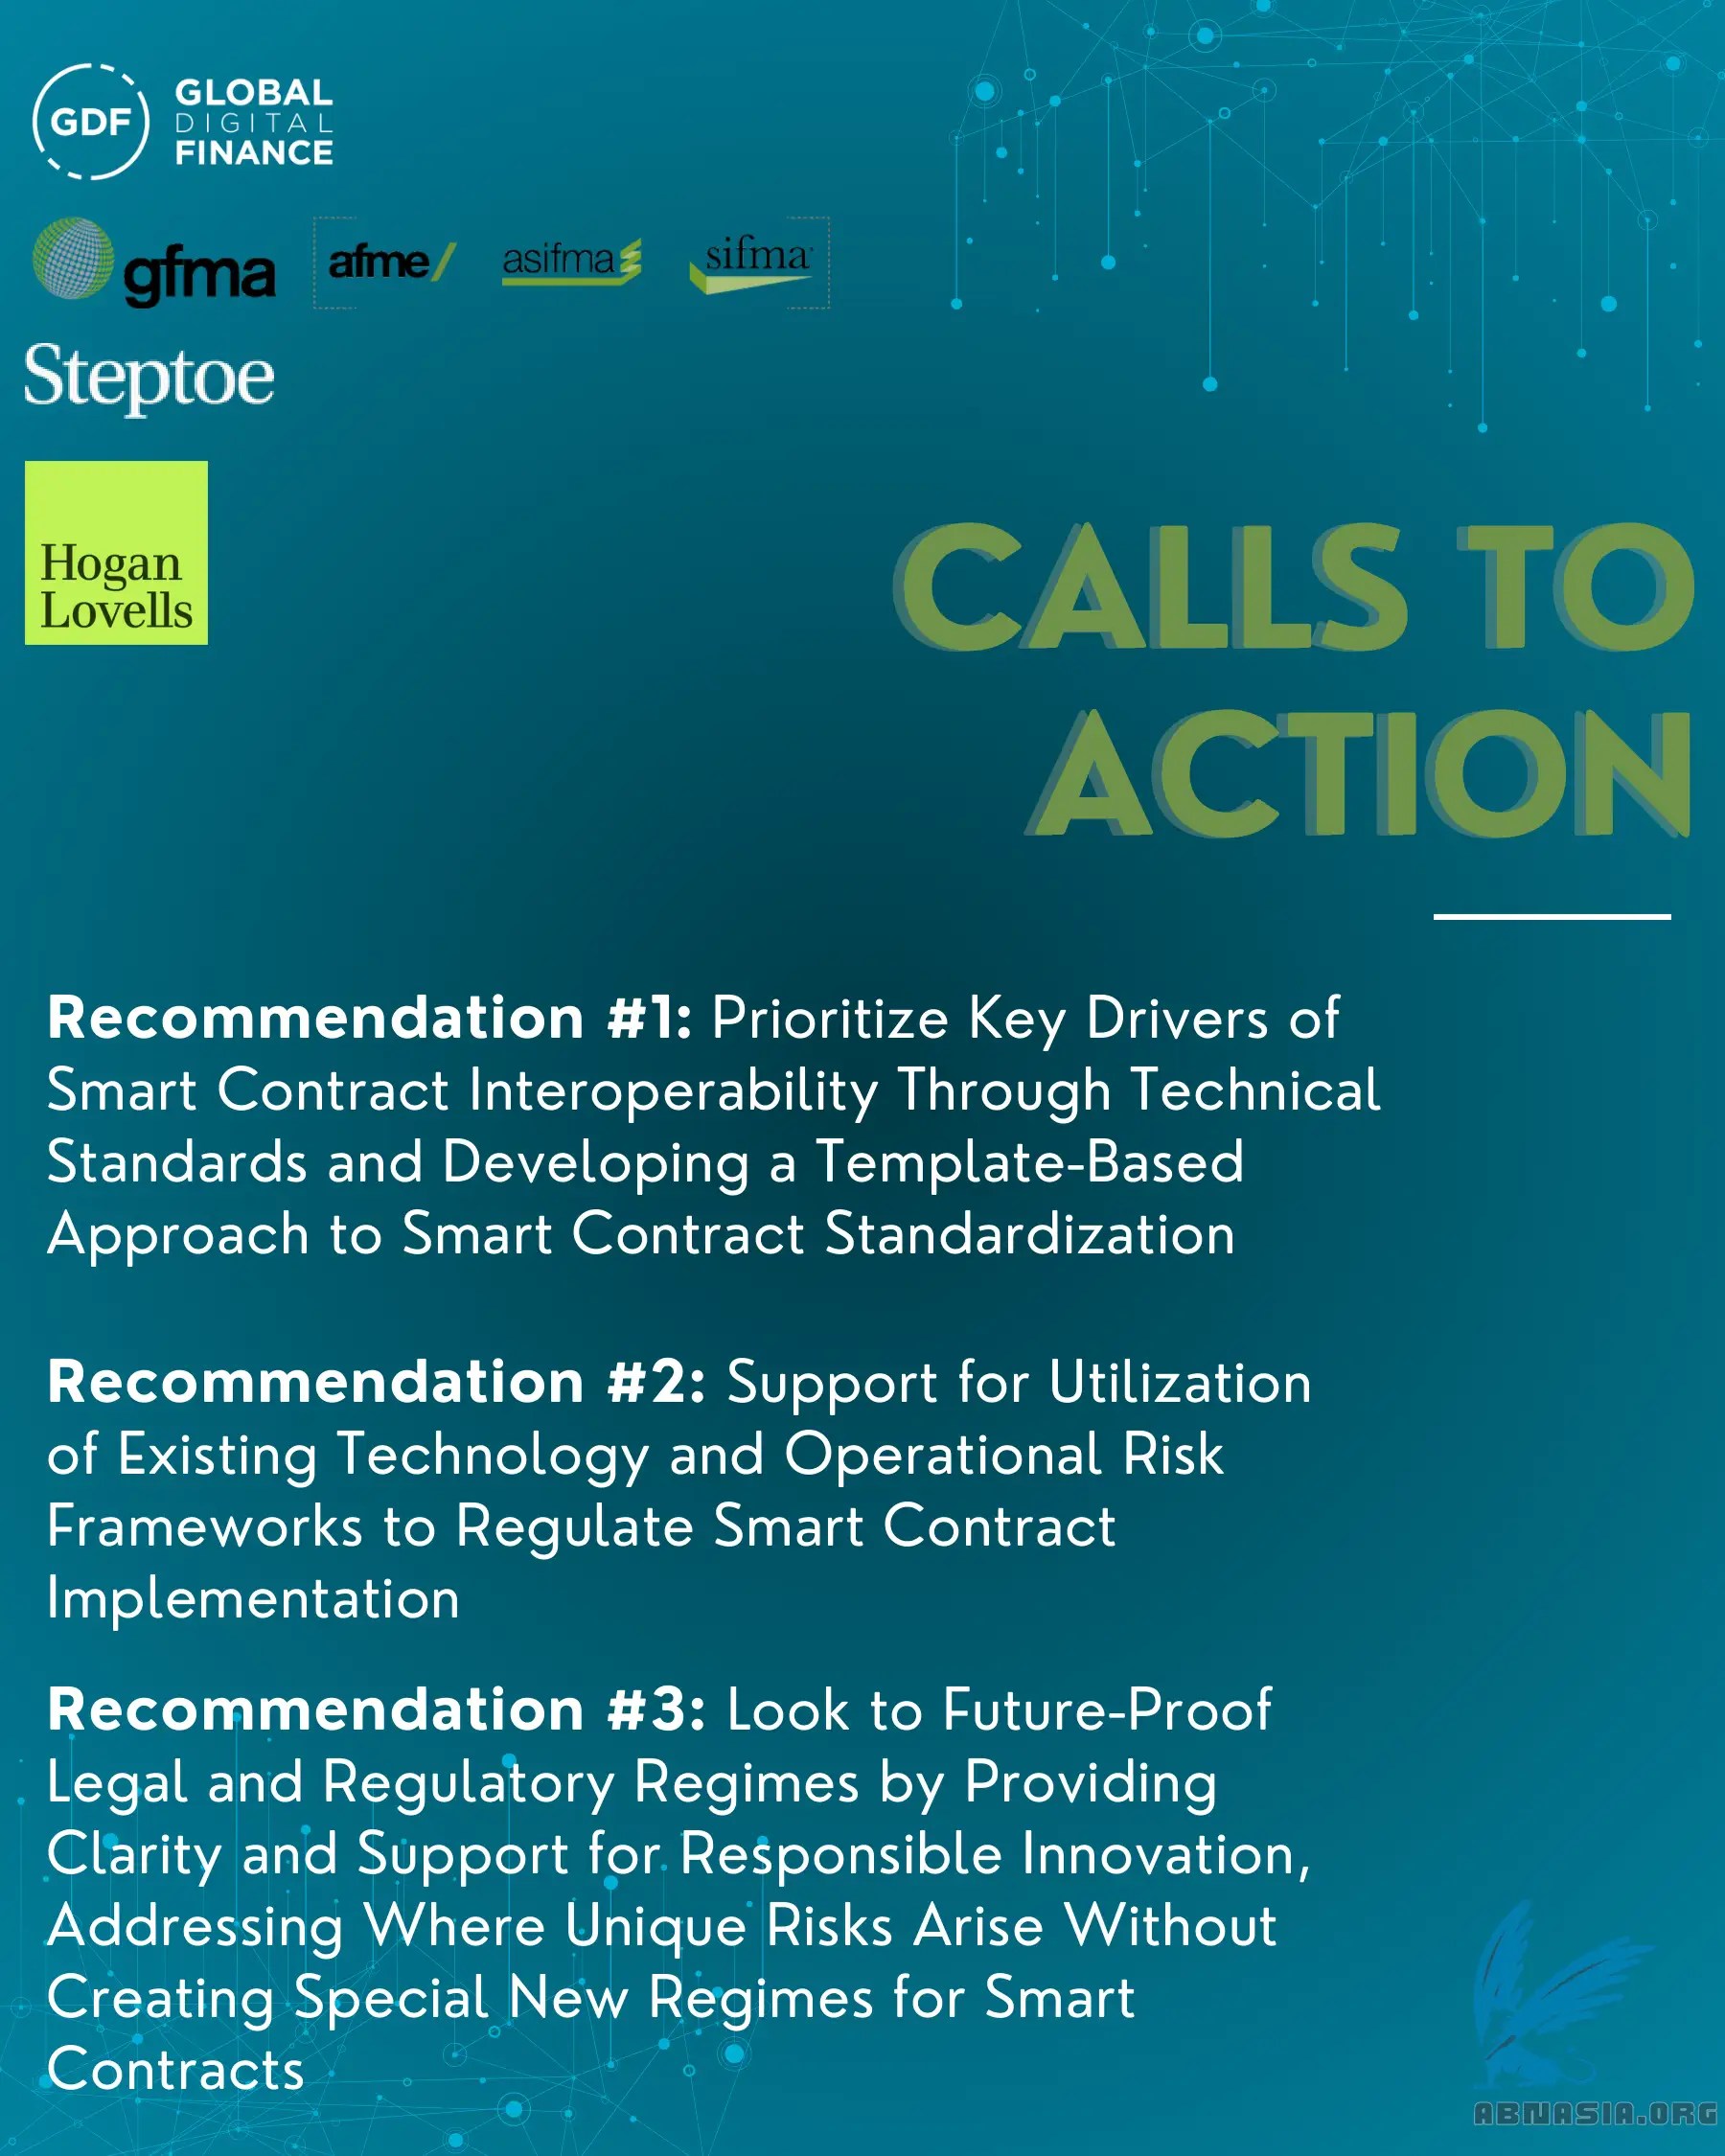 GDF
GLOBAL
DIGITAL
FINANCE
gfma
afme/
asifma
sifma
Steptoe
Hogan
Lovells
CALLS TO
ACTION
Recommendation #1: Prioritize Key Drivers of
Smart Contract Interoperability Through Technical
Standards and Developing a Template-Based
Approach to Smart Contract Standardization
Recommendation #2: Support for Utilization
of Existing Technology and Operational Risk
Frameworks to Regulate Smart Contract
Implementation
Recommendation #3: Look to Future-Proof
Legal and Regulatory Regimes by Providing
Clarity and Support for Responsible Innovation,
Addressing Where Unique Risks Arise Without
Creating Special New Regimes for Smart
Contracts
ABNASIA.ORG